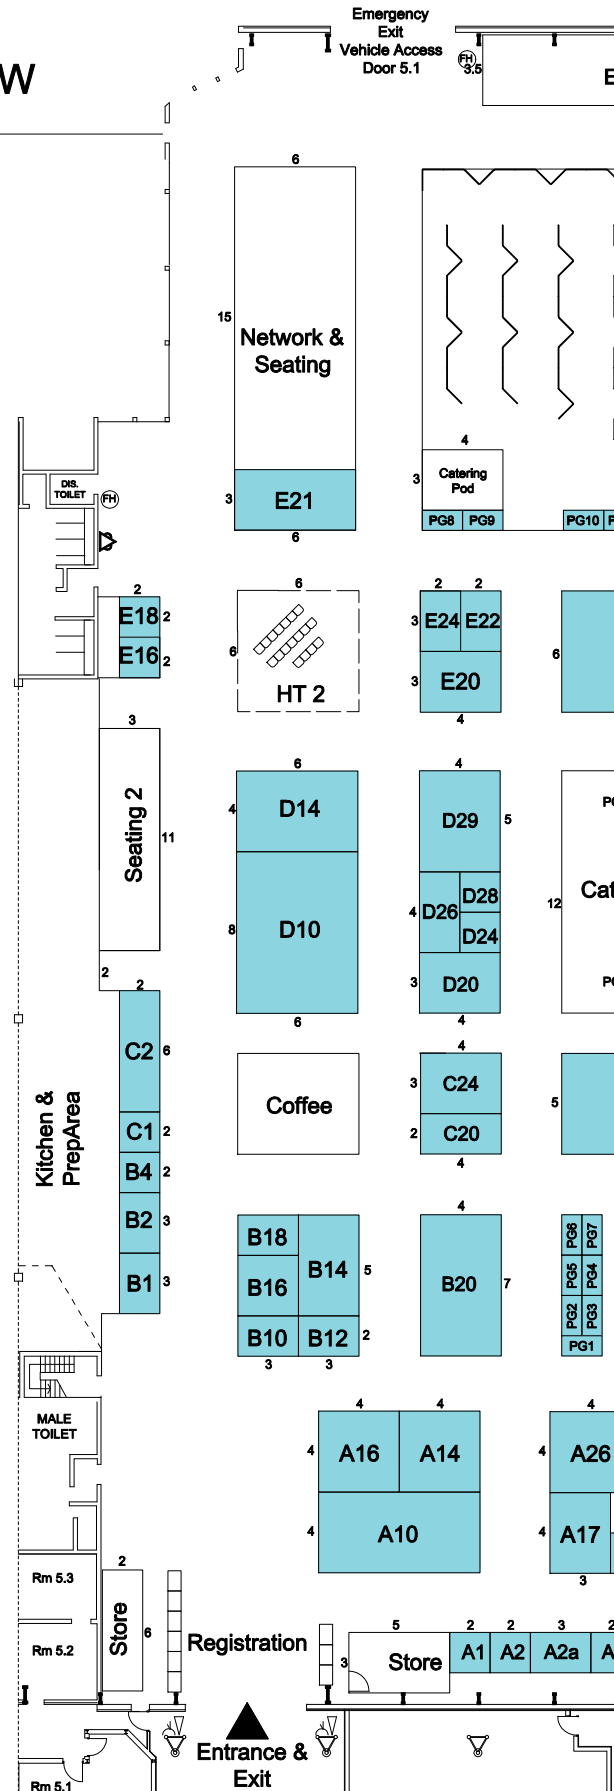 Emergency
Exit
Vehicle Access
Door 5.1
W
FH
3.5
E
6
15
Network &
Seating
4
3
Catering
Pod
3
E21
6
PG8
PG9
PG10
P
DIS.
TOILET
FH
2
E18
2
E16
2
6
6
HT 2
2
2
3
E24
E22
3
E20
4
6
3
Seating 2
11
2
6
4
D14
8
D10
6
4
D29
5
4
D26
D28
D24
3
D20
4
PG
12
Cat
PG
2
C2
6
C1
2
B4
2
B2
3
B1
3
Kitchen &
PrepArea
Coffee
4
3
C24
2
C20
4
5
B18
B14
5
B16
B10
B12
2
3
3
4
B20
7
PG6
PG7
PG5
PG4
PG2
PG3
PG1
MALE
TOILET
4
4
4
A16
A14
4
A10
4
4
A26
4
A17
3
Rm 5.3
Rm 5.2
Rm 5.1
2
Store
6
Registration
5
3
Store
2
A1
2
A2
3
A2a
2
A
Entrance &
Exit